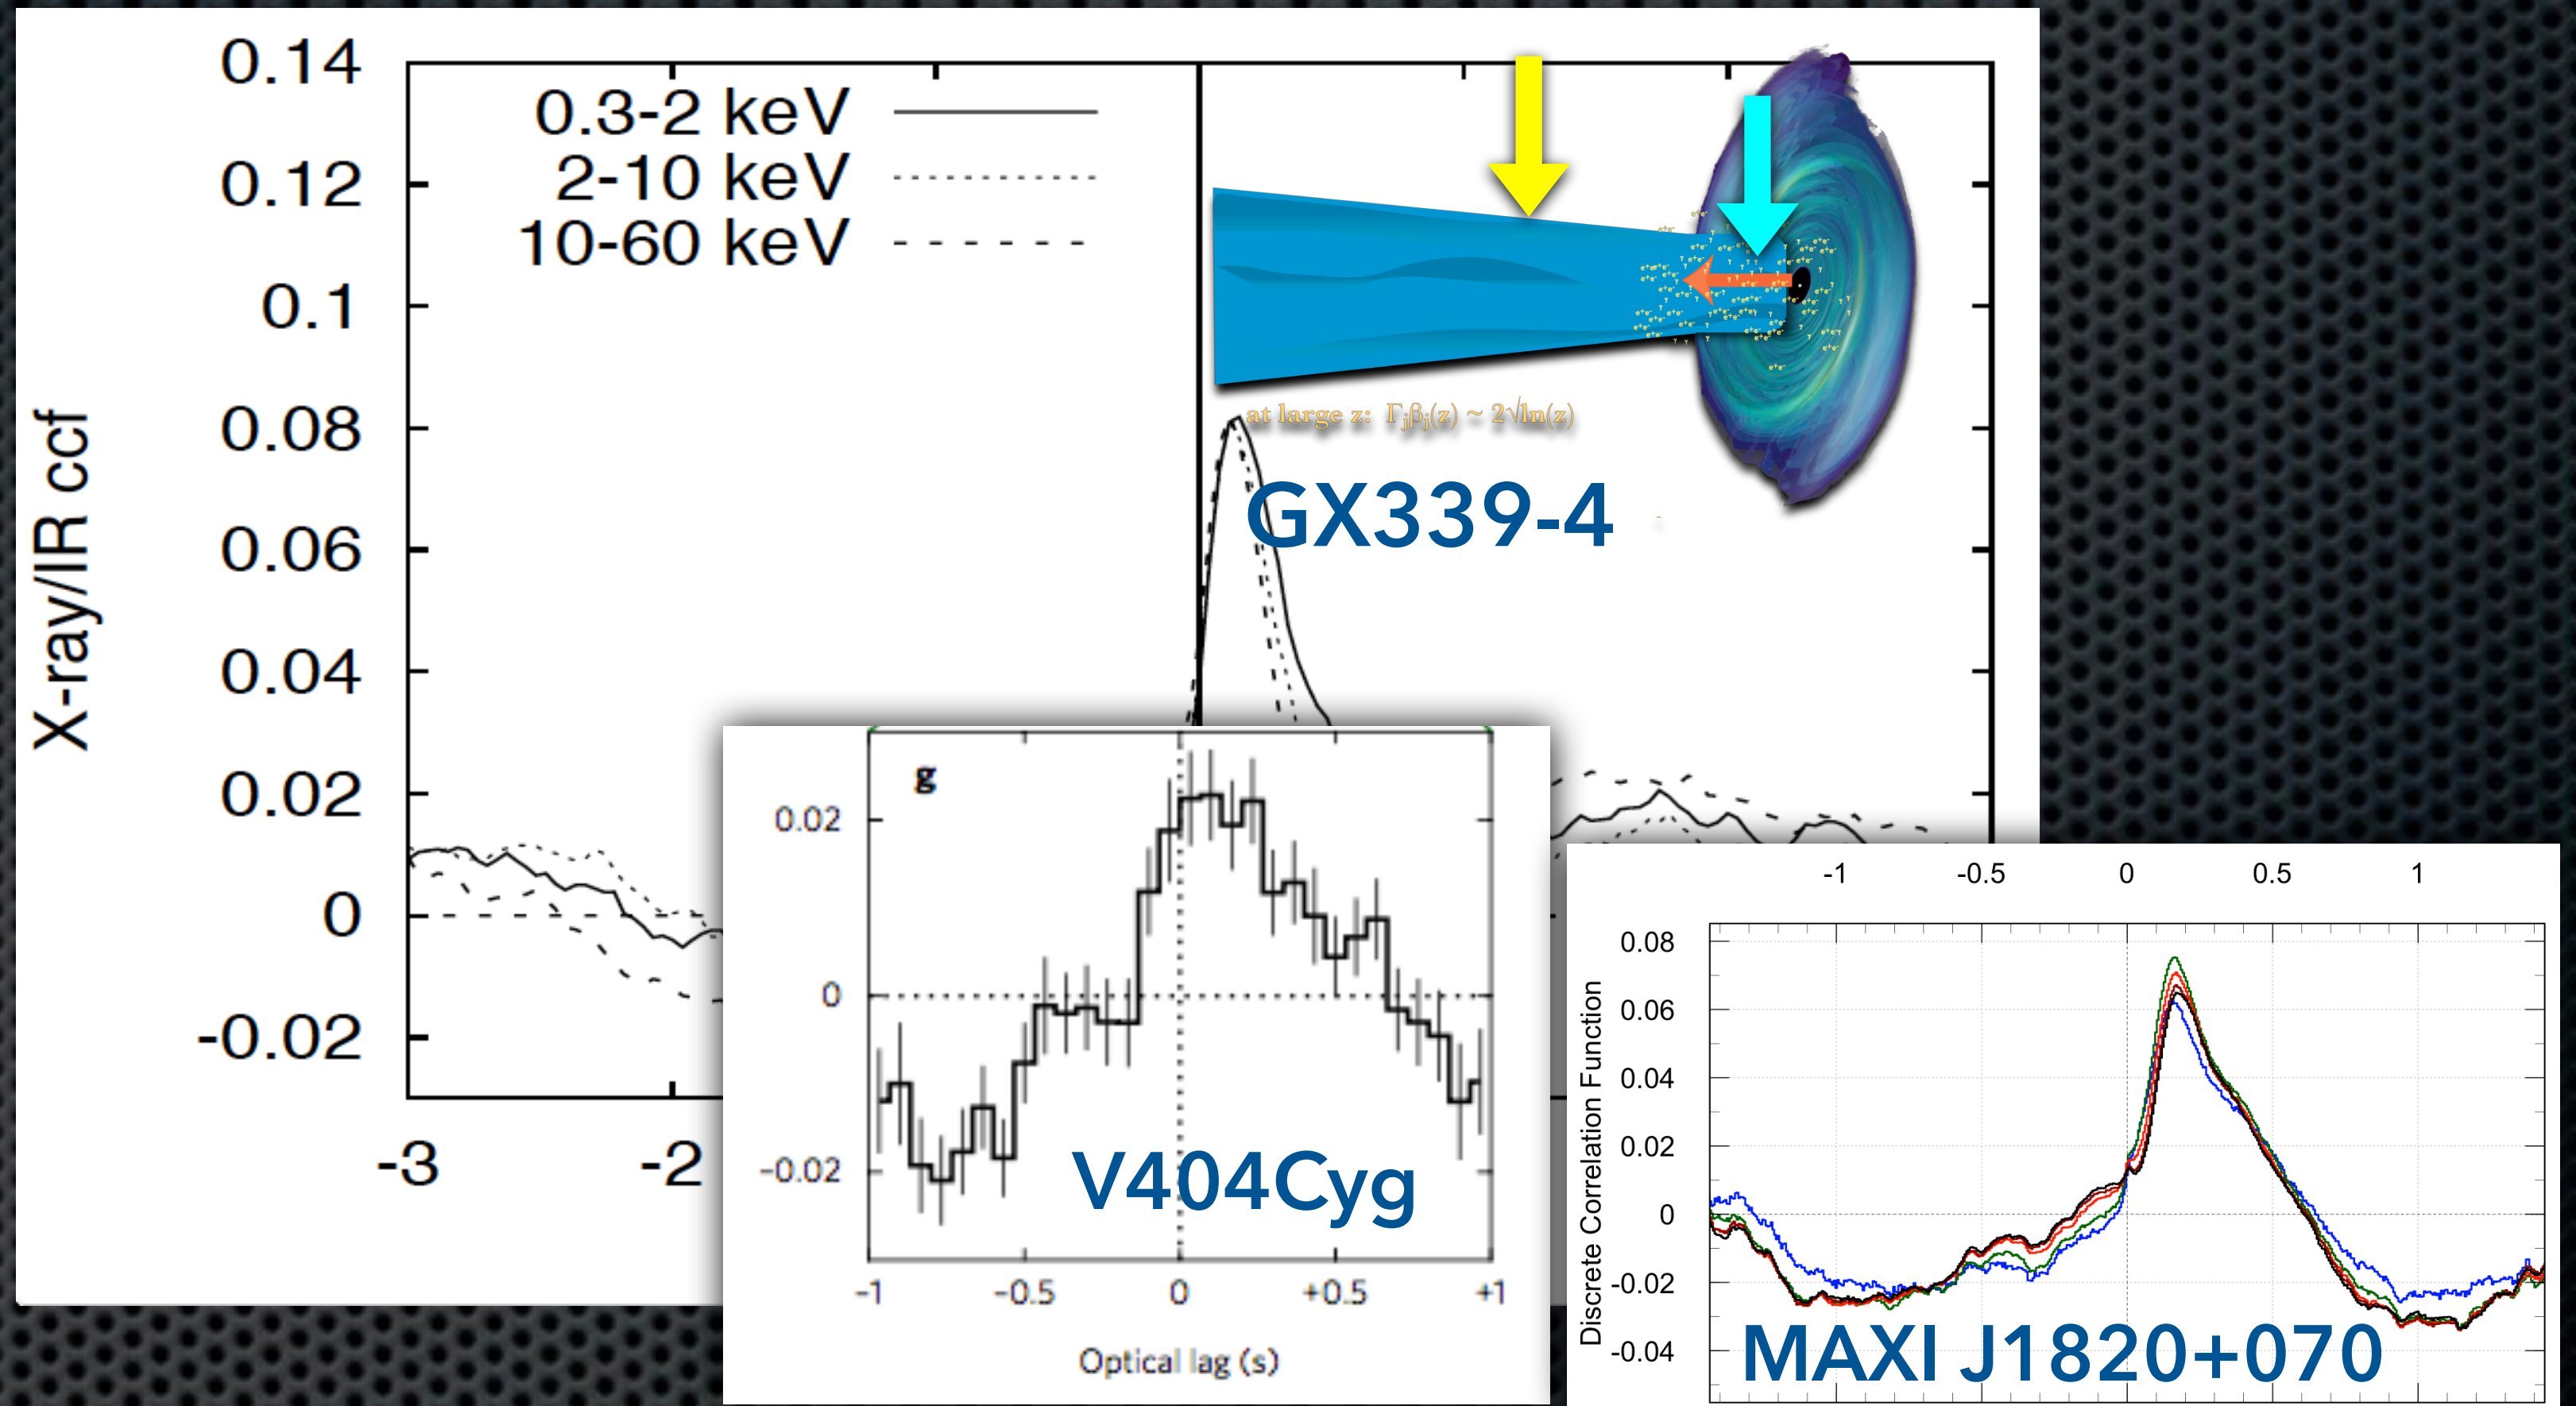 0.14
0.3-2 keV
0.12
2-10 keV
10-60 keV
0.1
0.08
at large z: Γjβj(z) ~ 2√ln(z)
GX339-4
0.06
0.04
0.02
0
-0.02
-3
-2
X-ray/IR ccf
g
0.02
0
-0.02
V404Cyg
-1
-0.5
0
+0.5
+1
Optical lag (s)
-1
-0.5
0
0.5
1
0.08
0.06
0.04
0.02
0
-0.02
-0.04
Discrete Correlation Function
MAXI J1820+070